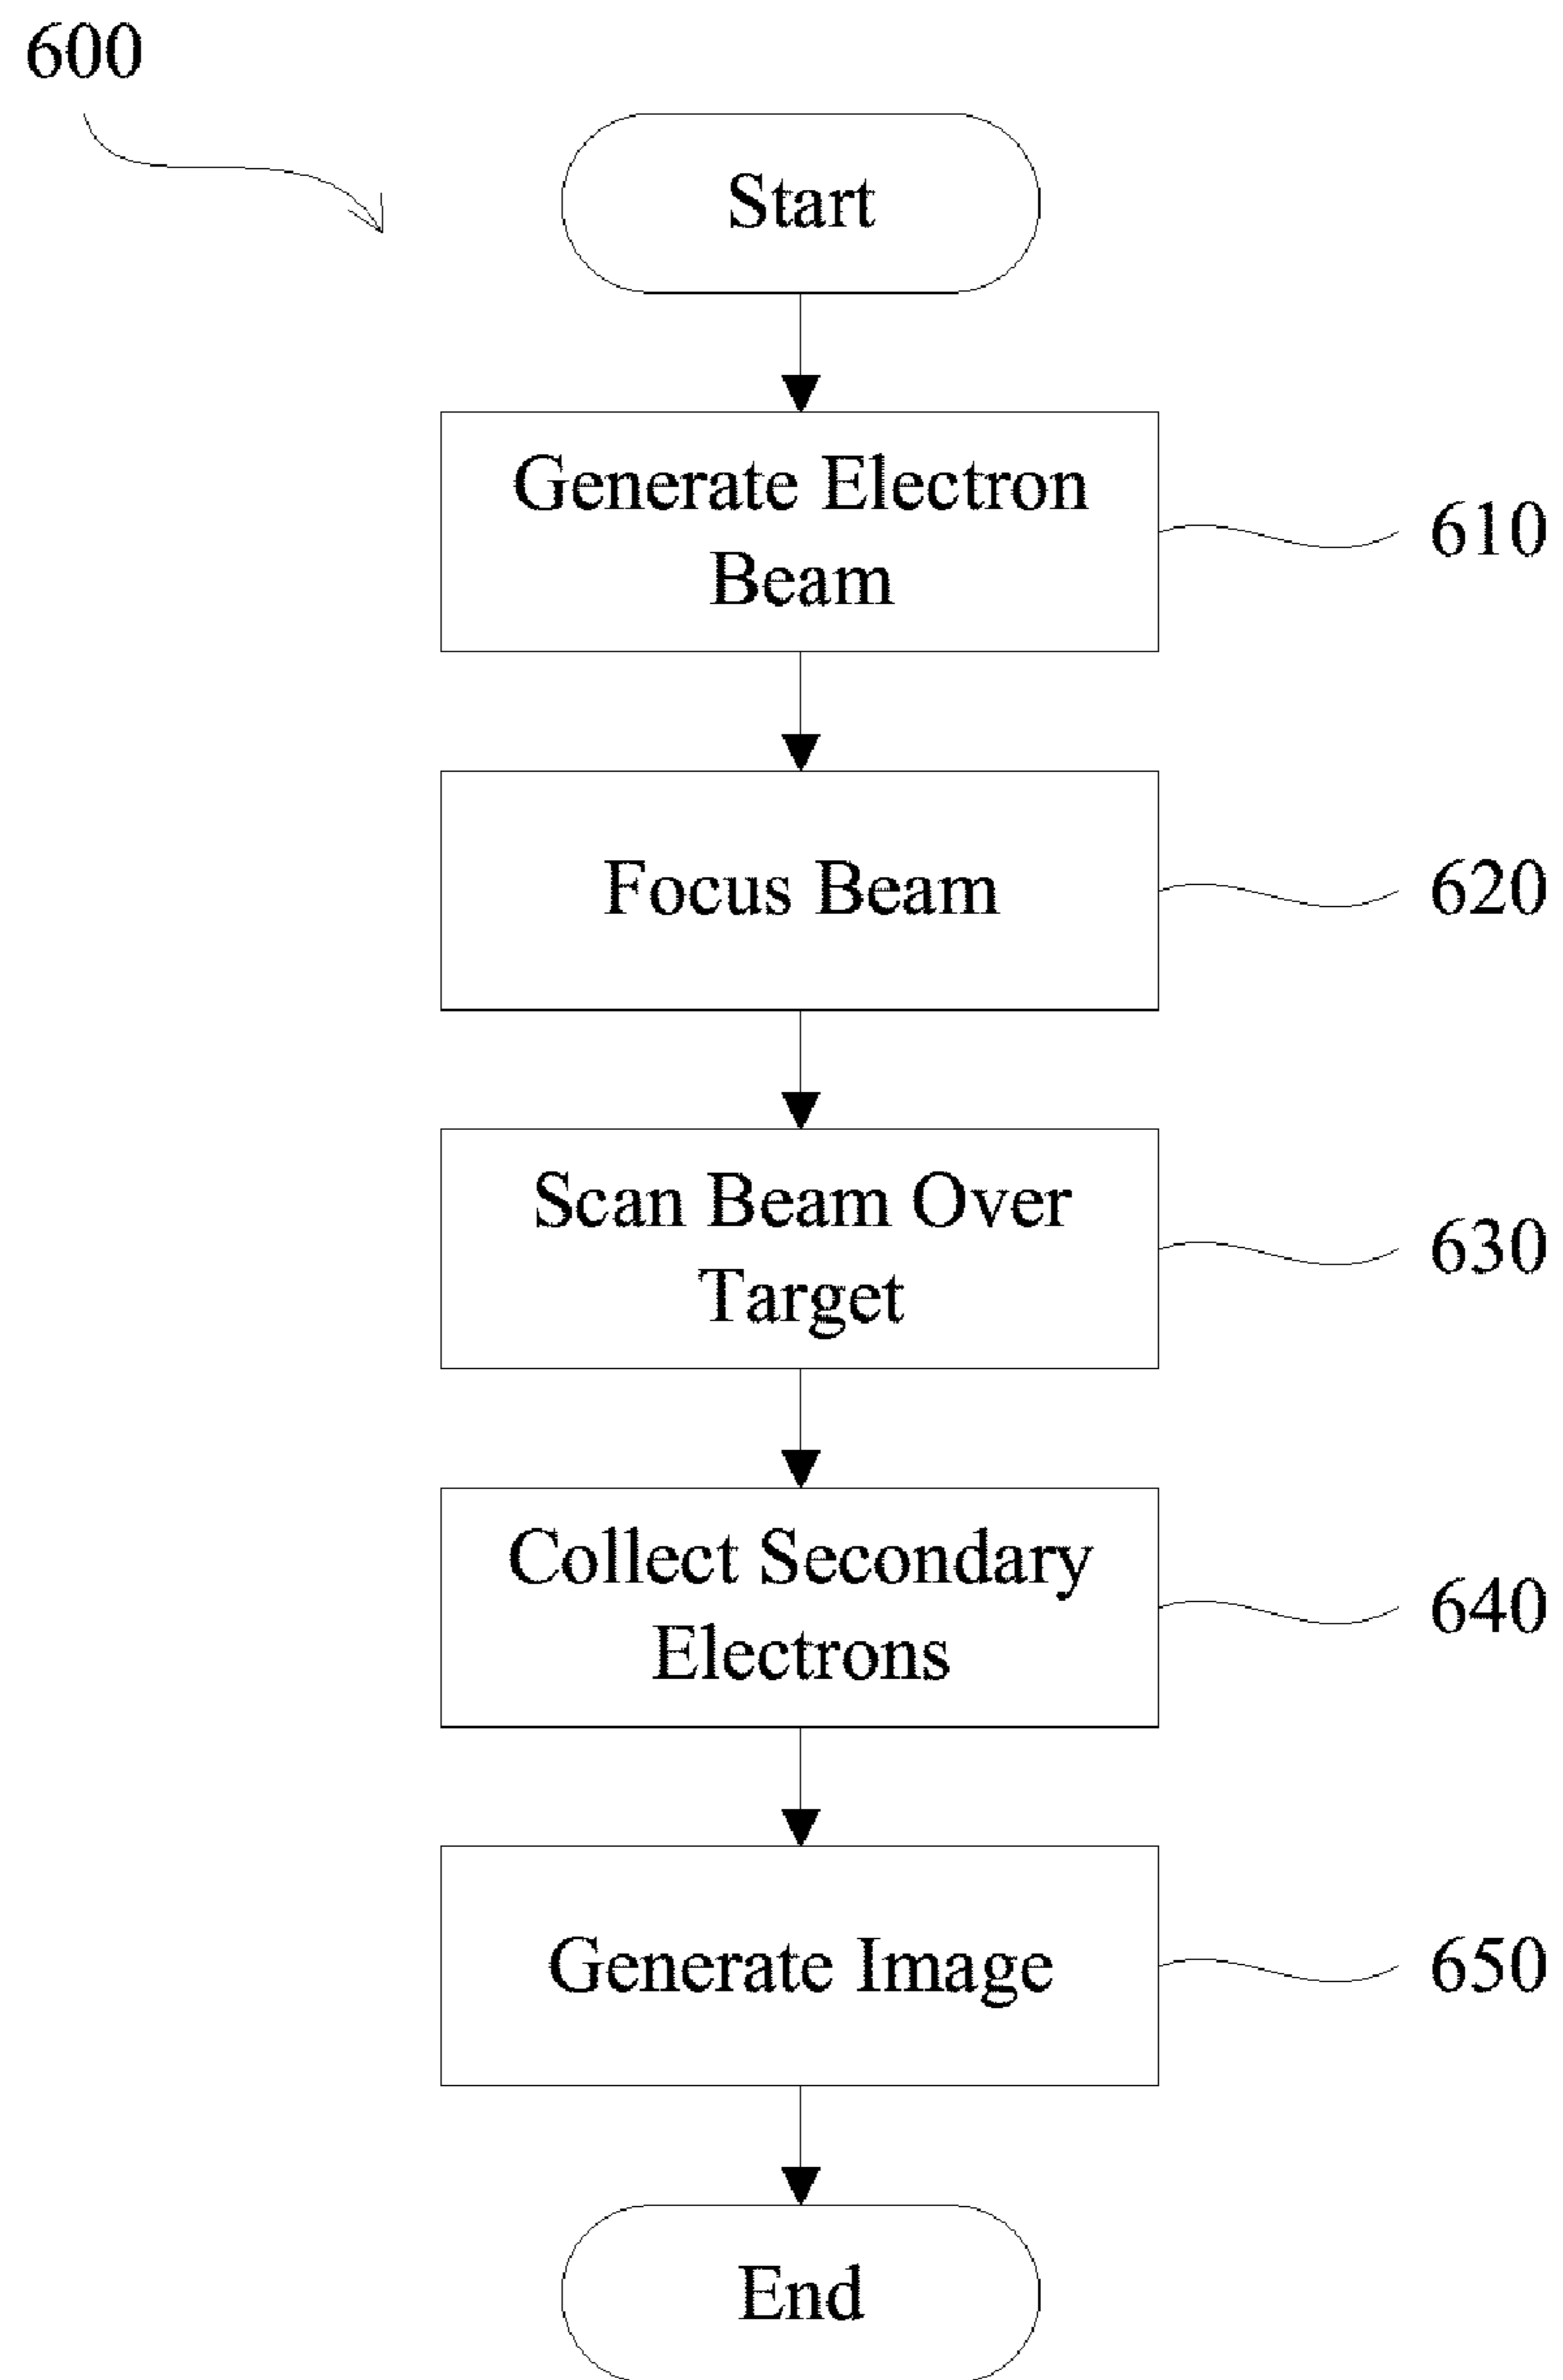 600
Start
Generate Electron
Beam
610
Focus Beam
620
Scan Beam Over
Target
630
Collect Secondary
Electrons
640
Generate Image
650
End